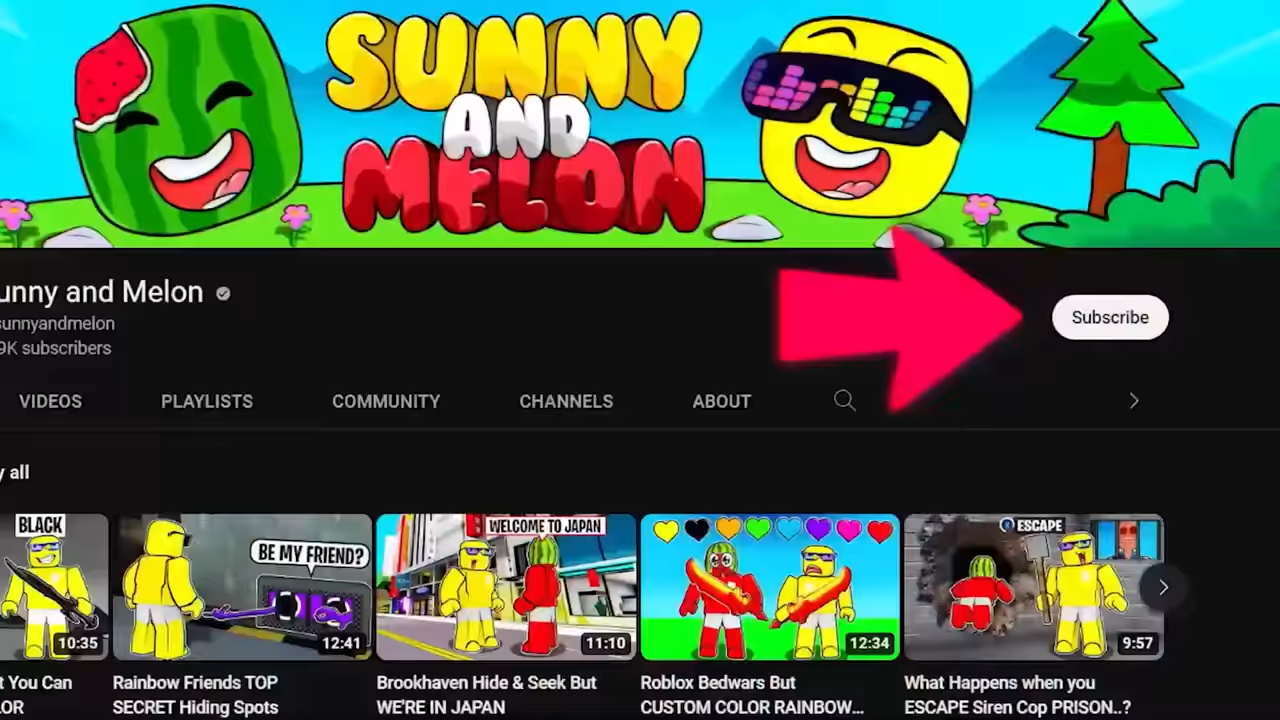 SUNNY
AND
MELON
unny and Melon
sunnyandmelon
9K subscribers
Subscribe
VIDEOS PLAYLISTS COMMUNITY CHANNELS ABOUT
y all
BLACK
10:35
BE MY FRIEND?
12:41
WELCOME TO JAPAN
11:10
12:34
ESCAPE
9:57
t You Can
OR
Rainbow Friends TOP
SECRET Hiding Spots
Brookhaven Hide & Seek But
WE'RE IN JAPAN
Roblox Bedwars But
CUSTOM COLOR RAINBOW...
What Happens when you
ESCAPE Siren Cop PRISON..?